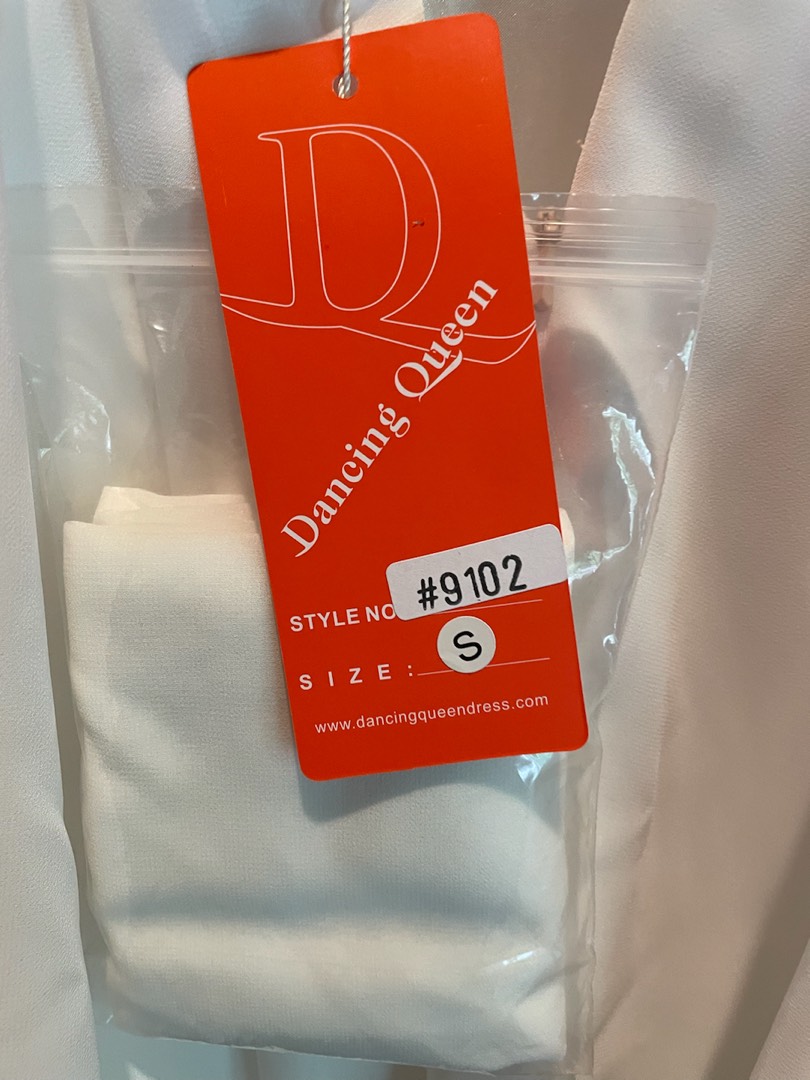 DQ
Dancing Queen
STYLE NO
#9102
SIZE:
S
www.dancingqueendress.com